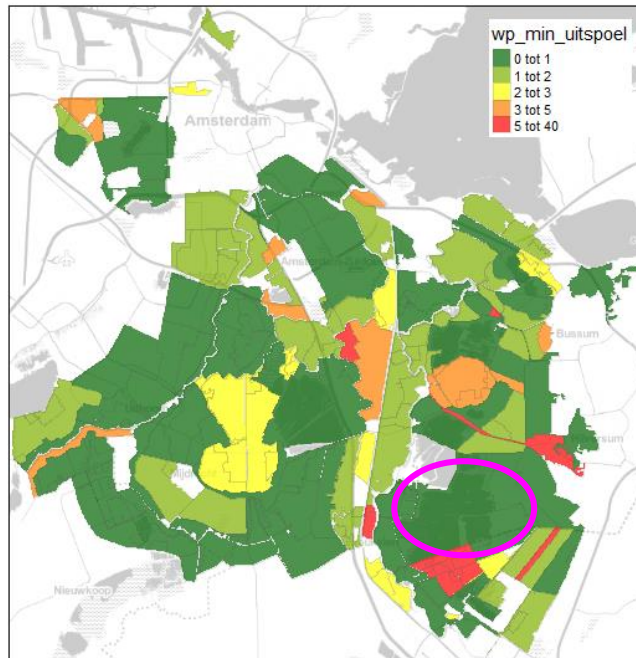 wp_min_uitspoel
0 tot 1
1 tot 2
2 tot 3
3 tot 5
5 tot 40
Amsterdam
Bussum
Nieuwkoop